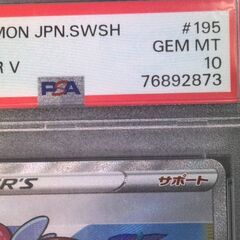 MON JPN.SWSH #195
R V GEM MT
10
PSA 76892873
R'S サポート